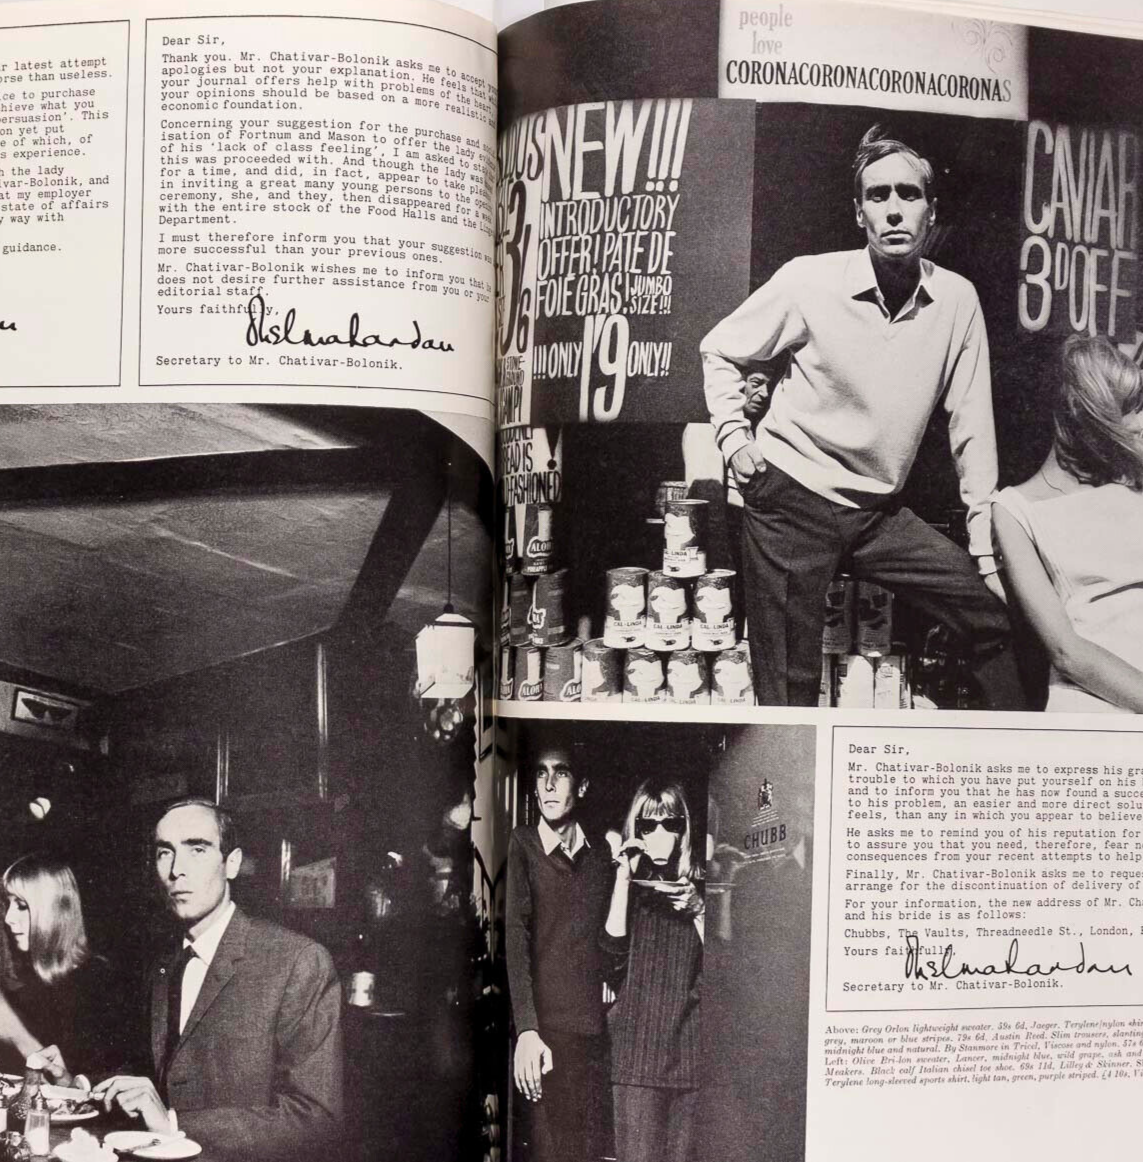 r latest attempt
orse than useless.
ce to purchase
hieve what you
ersuasion'. This
on yet put
e of which, of
s experience.
h the lady
var-Bolonik, and
at my employer
state of affairs
y way with
guidance.
Dear Sir,
Thank you. Mr. Chativar-Bolonik asks me to accept
apologies but not your explanation. He feels that
your journal offers help with problems of the heart,
your opinions should be based on a more realistic
economic foundation.
Concerning your suggestion for the purchase and
isation of Fortnum and Mason to offer the lady
of his 'lack of class feeling', I am asked to
this was proceeded with. And though the lady was
for a time, and did, in fact, appear to take
in inviting a great many young persons to the
ceremony, she, and they, then disappeared for a
with the entire stock of the Food Halls and the
Department.
I must therefore inform you that your suggestion
more successful than your previous ones.
Mr. Chativar-Bolonik wishes me to inform you that
does not desire further assistance from you or your
editorial staff.
Yours faithfully,
Secretary to Mr. Chativar-Bolonik.
people
love
CORONACORONACORONACORONAS
NEW!!!
INTRODUCTORY
OFFER! PATE DE
FOIE GRAS! JUMBO
SIZE!!!
!!!ONLY 1'9 ONLY!!
CAVIAR
3D OFF
CAL-LINDA
CAL-LINDA CAL-LINDA CAL-LINDA
CHUBB
Dear Sir,
Mr. Chativar-Bolonik asks me to express his gra
trouble to which you have put yourself on his
and to inform you that he has now found a succe
to his problem, an easier and more direct solu
feels, than any in which you appear to believe
He asks me to remind you of his reputation for
to assure you that you need, therefore, fear n
consequences from your recent attempts to help
Finally, Mr. Chativar-Bolonik asks me to reque
arrange for the discontinuation of delivery of
For your information, the new address of Mr. Cha
and his bride is as follows:
Chubbs, The Vaults, Threadneedle St., London,
Yours faithfully,
Secretary to Mr. Chativar-Bolonik.
Above: Grey Orlon lightweight sweater. 59s 6d, Jaeger. Terylene/nylon shir
grey, maroon or blue stripes. 79s 6d, Austin Reed. Slim trousers, slanting
midnight blue and natural. By Stanmore in Tricel, Viscose and nylon. 57s 6
Left: Olive Bri-lon sweater, Lancer, midnight blue, wild grape, ash and
Meakers. Black calf Italian chisel toe shoe. 69s 11d, Lilley & Skinner. S
Terylene long-sleeved sports shirt, light tan, green, purple striped. £4 10s, Vi